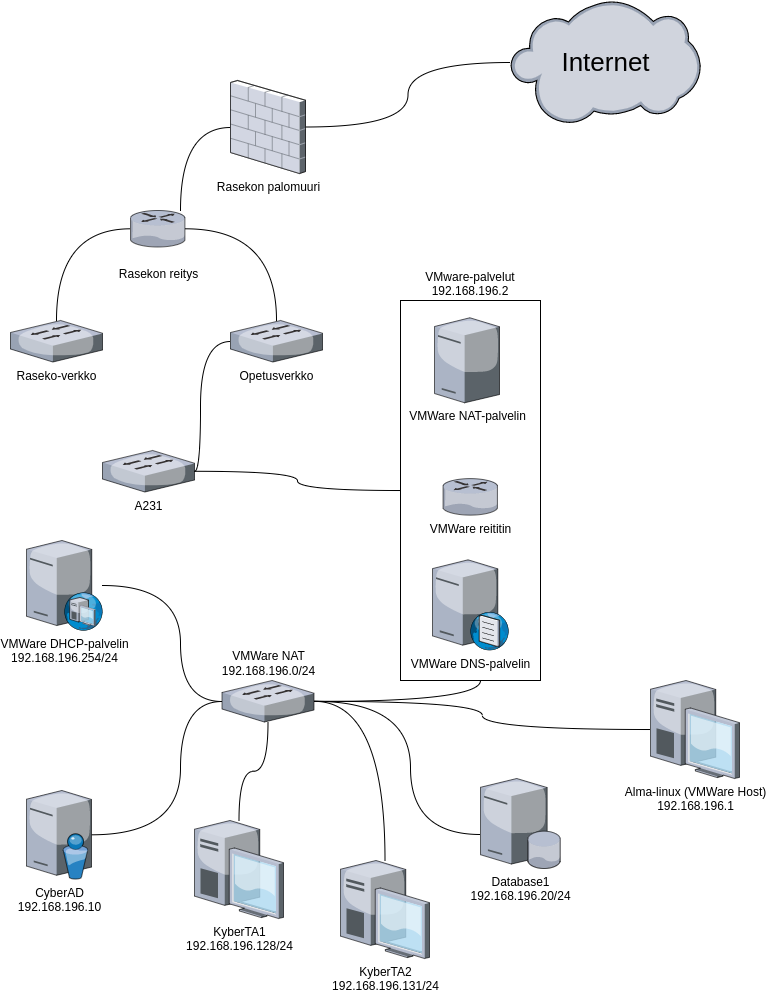 Internet
Rasekon palomuuri
Rasekon reitys
VMware-palvelut
192.168.196.2
Raseko-verkko
Opetusverkko
VMWare NAT-palvelin
A231
VMWare reititin
VMWare DHCP-palvelin
192.168.196.254/24
VMWare NAT
192.168.196.0/24
VMWare DNS-palvelin
Alma-linux (VMWare Host)
192.168.196.1
CyberAD
192.168.196.10
KyberTA1
192.168.196.128/24
Database1
192.168.196.20/24
KyberTA2
192.168.196.131/24